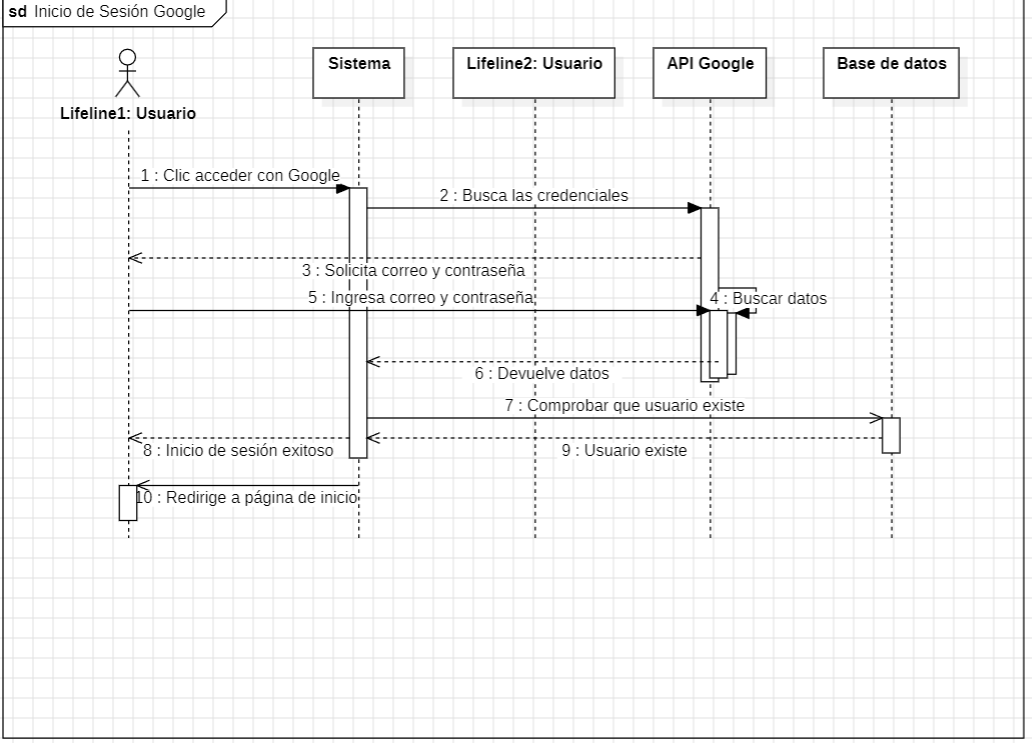 sd Inicio de Sesión Google
Sistema
Lifeline2: Usuario
API Google
Base de datos
Lifeline1: Usuario
1 : Clic acceder con Google
2 : Busca las credenciales
3 : Solicita correo y contraseña
5 : Ingresa correo y contraseña
4 : Buscar datos
6 : Devuelve datos
7 : Comprobar que usuario existe
8 : Inicio de sesión exitoso
9 : Usuario existe
10 : Redirige a página de inicio